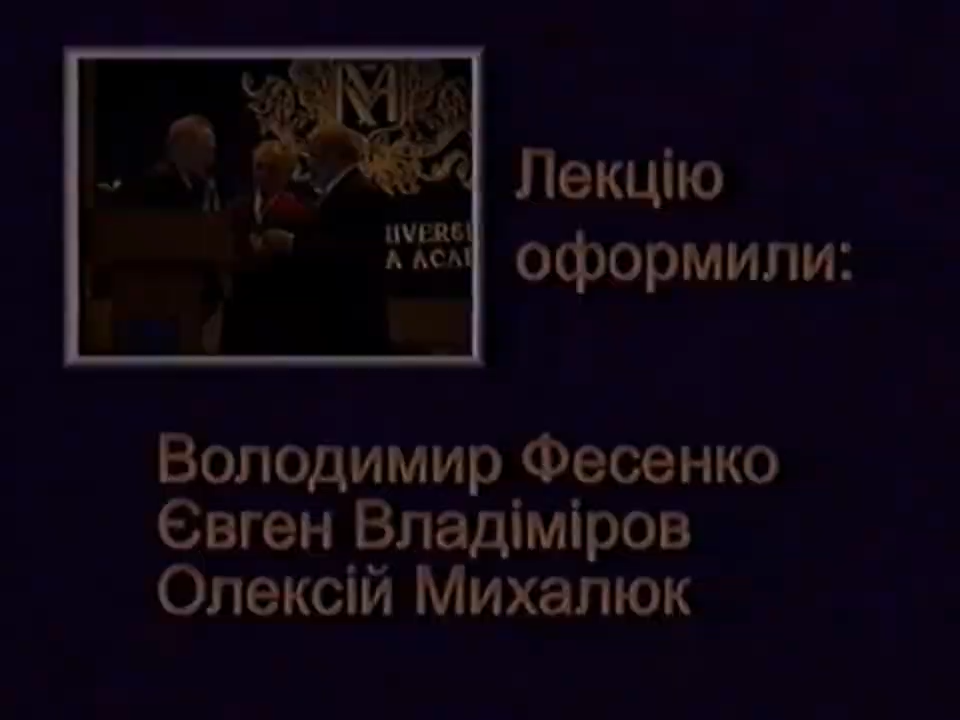 Лекцію
оформили:
Володимир Фесенко
Євген Владіміров
Олексій Михалюк